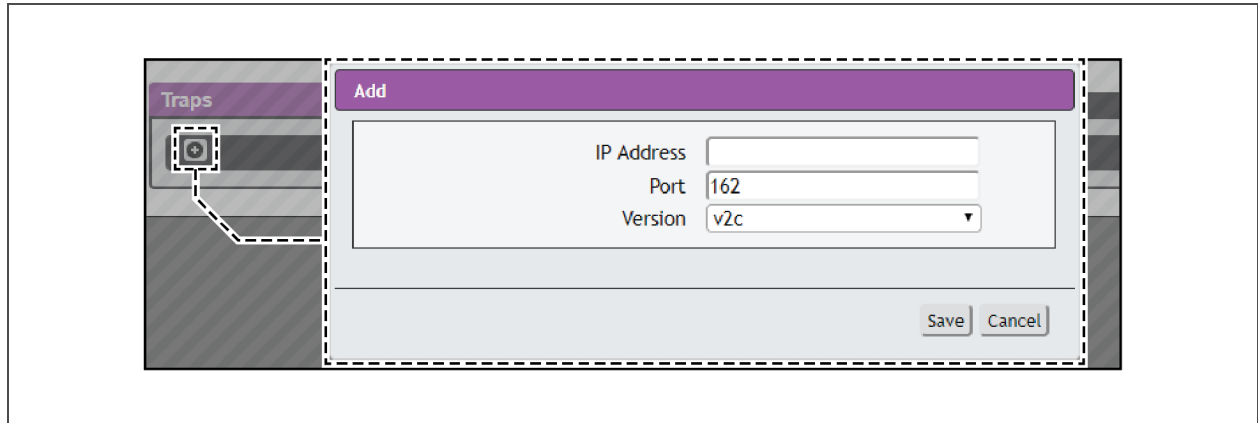 Traps
Add
IP Address
Port 162
Version v2c
Save Cancel